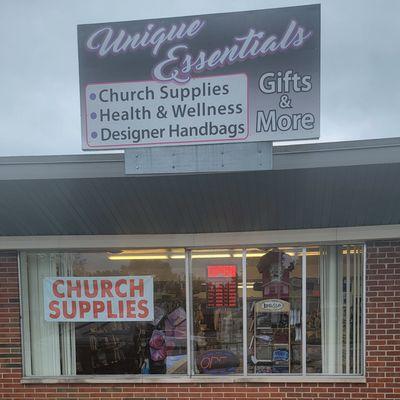 Unique
Essentials
• Church Supplies
• Health & Wellness
• Designer Handbags
Gifts
&
More
CHURCH
SUPPLIES